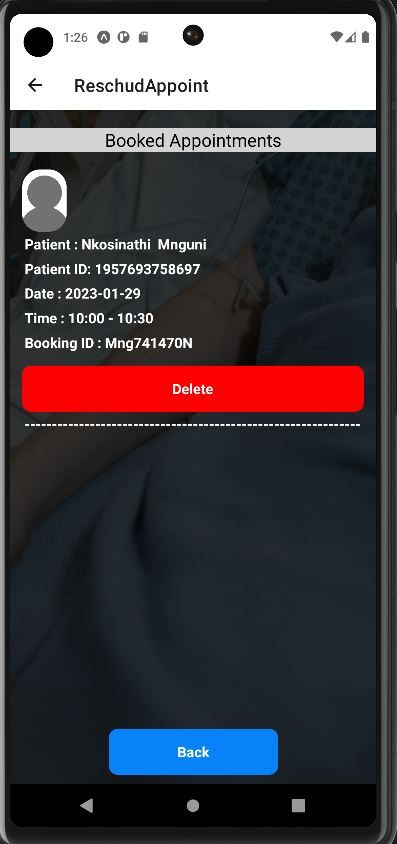 1:26
ReschudAppoint
Booked Appointments
Patient : Nkosinathi  Mnguni
Patient ID: 1957693758697
Date : 2023-01-29
Time : 10:00 - 10:30
Booking ID : Mng741470N
Delete
--------------------------------------------------------------
Back